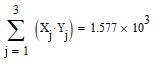 3
∑ (X_j·Y_j) = 1.577 × 10^3
j = 1